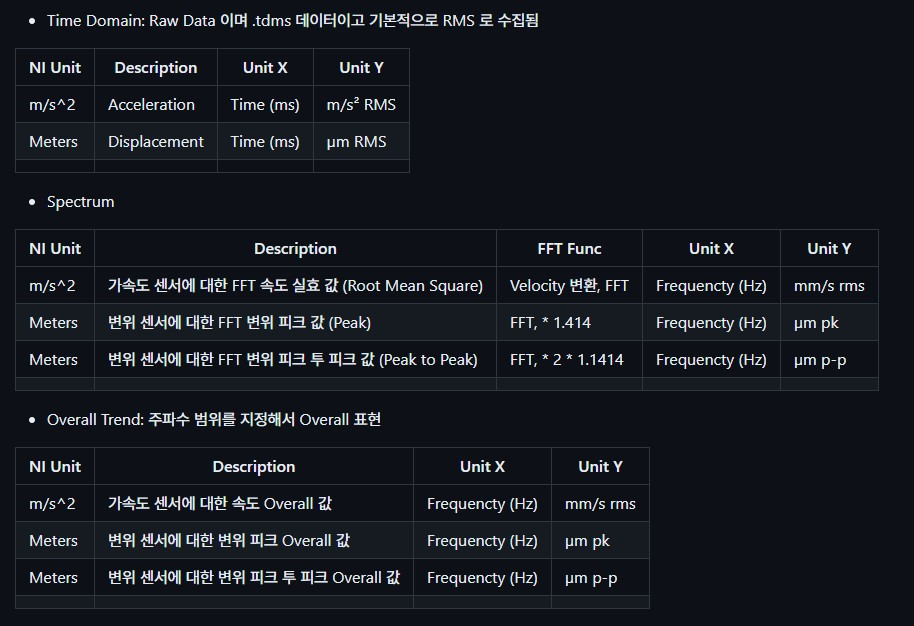 Time Domain: Raw Data 이며 .tdms 데이터이고 기본적으로 RMS 로 수집됨
NI Unit Description Unit X Unit Y
m/s^2 Acceleration Time (ms) m/s² RMS
Meters Displacement Time (ms) μm RMS
Spectrum
NI Unit Description FFT Func Unit X Unit Y
m/s^2 가속도 센서에 대한 FFT 속도 실효 값 (Root Mean Square) Velocity 변환, FFT Frequencty (Hz) mm/s rms
Meters 변위 센서에 대한 FFT 변위 피크 값 (Peak) FFT, * 1.414 Frequencty (Hz) μm pk
Meters 변위 센서에 대한 FFT 변위 피크 투 피크 값 (Peak to Peak) FFT, * 2 * 1.1414 Frequencty (Hz) μm p-p
Overall Trend: 주파수 범위를 지정해서 Overall 표현
NI Unit Description Unit X Unit Y
m/s^2 가속도 센서에 대한 속도 Overall 값 Frequencty (Hz) mm/s rms
Meters 변위 센서에 대한 변위 피크 Overall 값 Frequencty (Hz) μm pk
Meters 변위 센서에 대한 변위 피크 투 피크 Overall 값 Frequencty (Hz) μm p-p